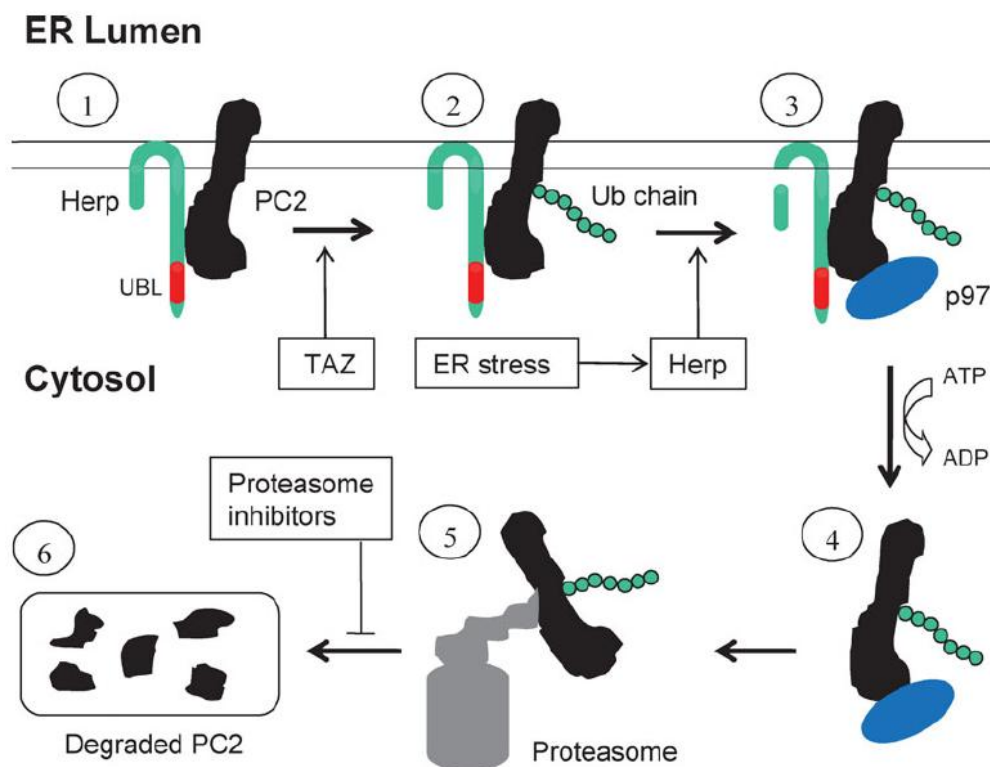 ER Lumen
1
2
3
Herp
PC2
Ub chain
UBL
p97
TAZ
ER stress
Herp
Cytosol
ATP
ADP
Proteasome
inhibitors
6
5
4
Degraded PC2
Proteasome